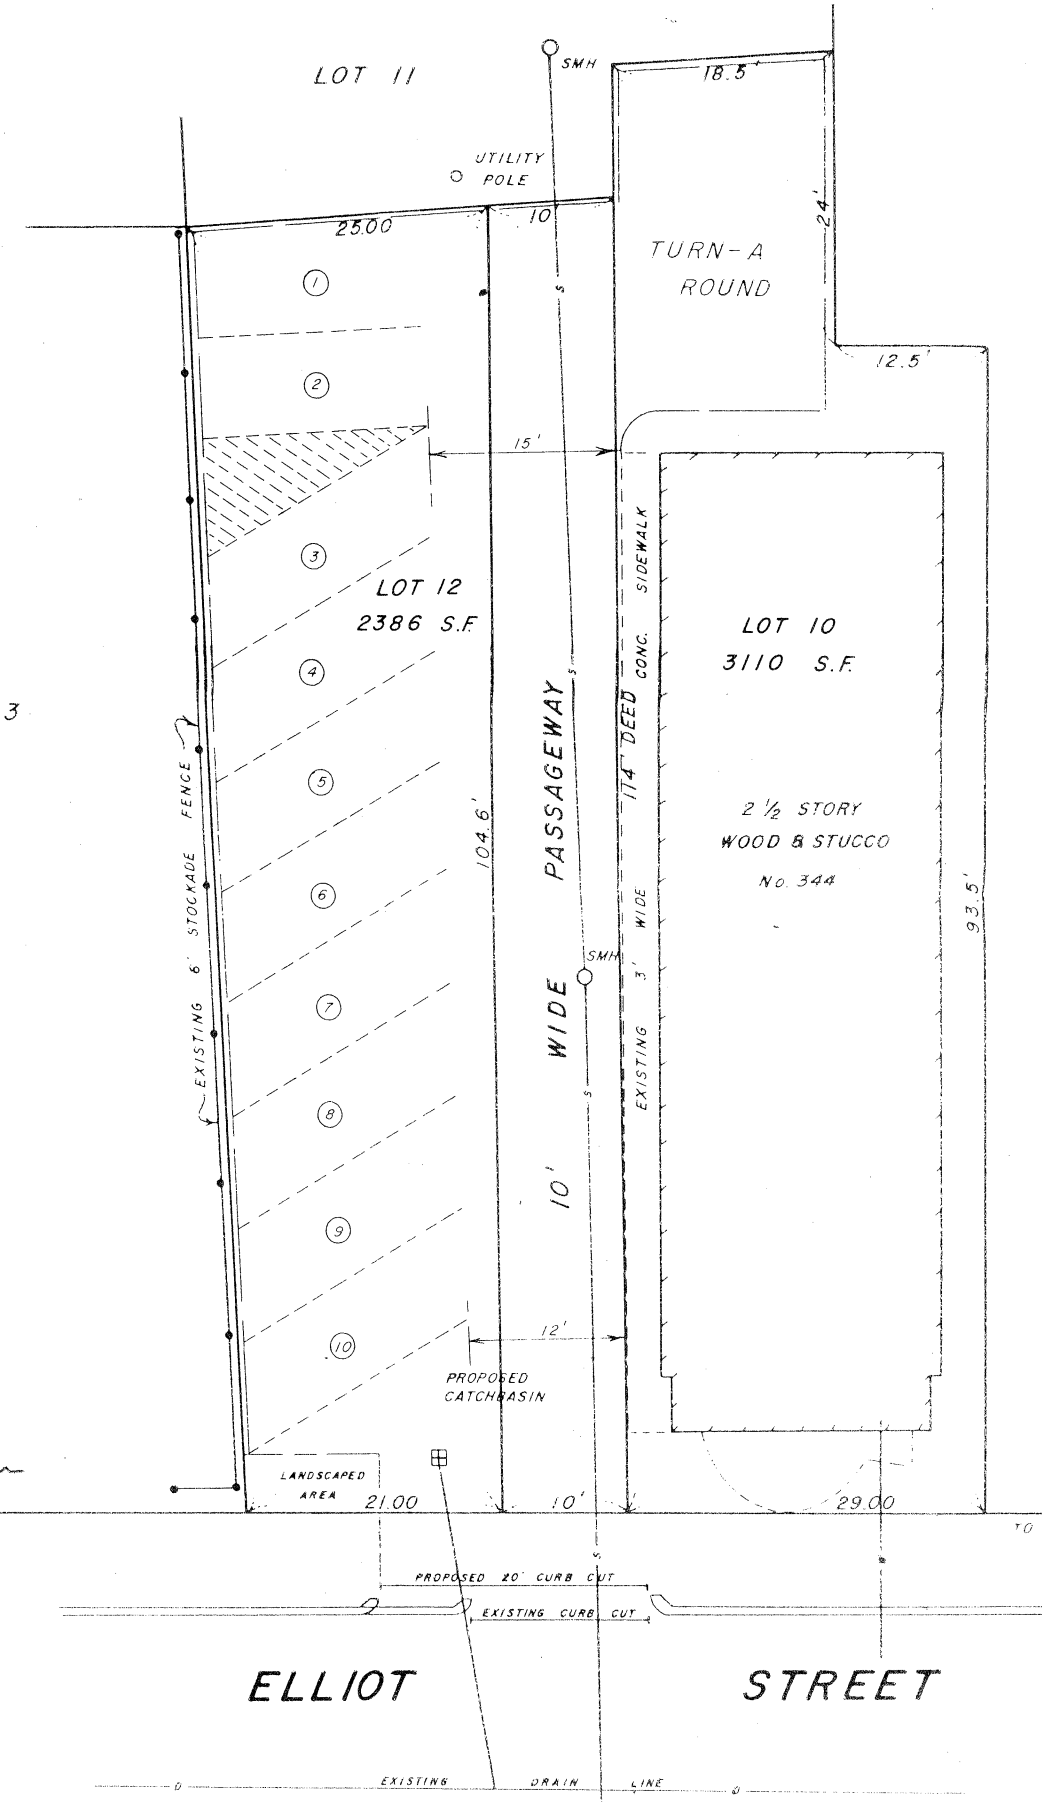 LOT 11
SMH
18.5'
UTILITY
POLE
25.00
10'
24'
TURN-A
ROUND
12.5'
1
2
15'
3
LOT 12
2386 S.F.
4
5
6
7
8
9
10
S
S
S
S
10' WIDE PASSAGEWAY
104.6'
174' DEED
EXISTING 3' WIDE CONC. SIDEWALK
LOT 10
3110 S.F.
2 ½ STORY
WOOD & STUCCO
No. 344
93.5'
3
EXISTING 6' STOCKADE FENCE
SMH
12'
PROPOSED
CATCHBASIN
LANDSCAPED
AREA
21.00
10'
29.00
TO
PROPOSED 20' CURB CUT
EXISTING CURB CUT
ELLIOT STREET
D EXISTING DRAIN LINE D